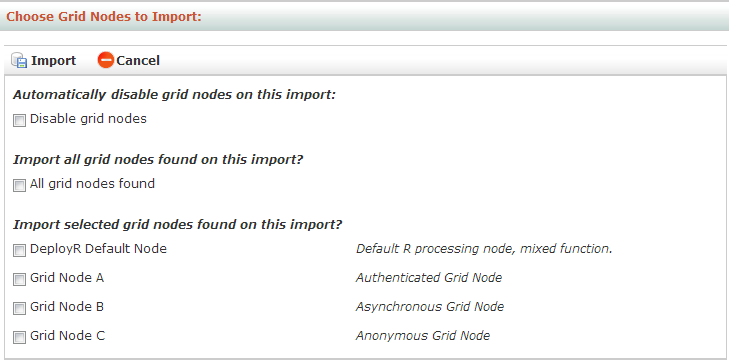 Choose Grid Nodes to Import:
Import Cancel
Automatically disable grid nodes on this import:
Disable grid nodes
Import all grid nodes found on this import?
All grid nodes found
Import selected grid nodes found on this import?
DeployR Default Node Default R processing node, mixed function.
Grid Node A Authenticated Grid Node
Grid Node B Asynchronous Grid Node
Grid Node C Anonymous Grid Node